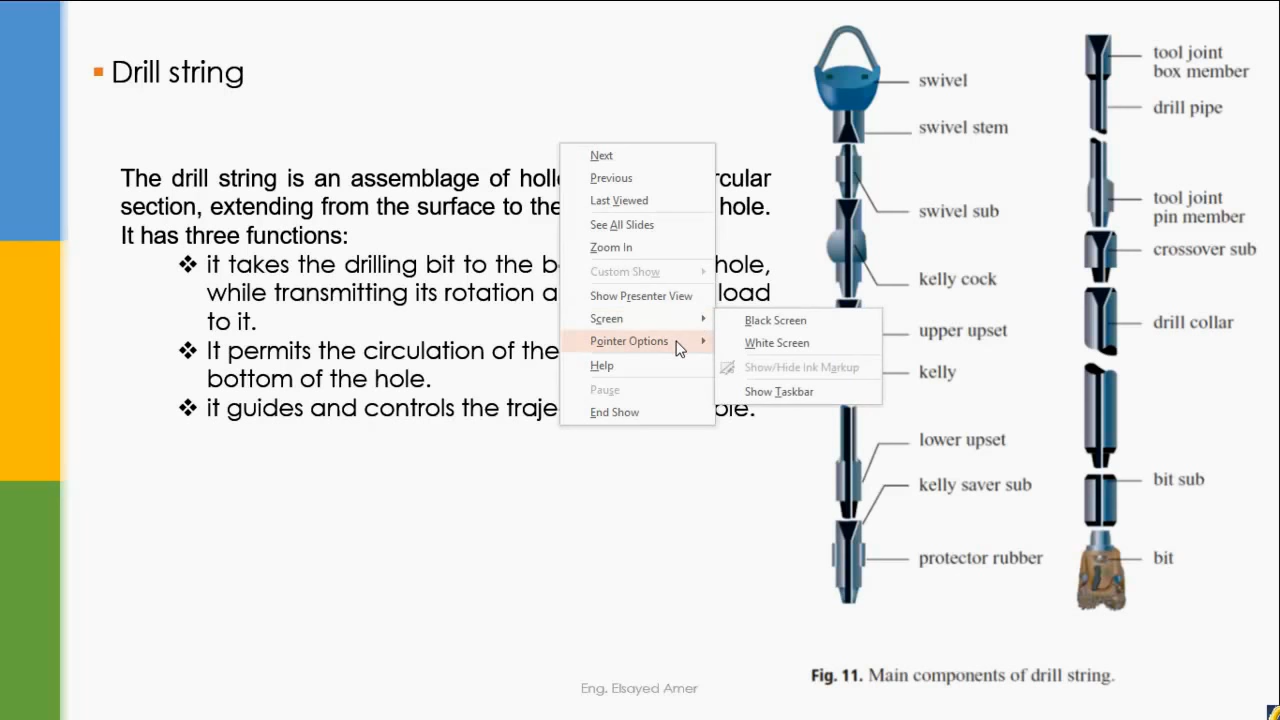 Drill string
The drill string is an assemblage of rcular
section, extending from the surface to the hole.
It has three functions:
it takes the drilling bit to the hole,
while transmitting its rotation load
to it.
It permits the circulation of the
bottom of the hole.
it guides and controls the
Next
Previous
Last Viewed
See All Slides
Zoom In
Custom Show
Show Presenter View
Screen
Pointer Options
Help
Pause
End Show
Black Screen
White Screen
Show/Hide Ink Markup
Show Taskbar
swivel
swivel stem
swivel sub
kelly cock
upper upset
kelly
lower upset
kelly saver sub
protector rubber
tool joint
box member
drill pipe
tool joint
pin member
crossover sub
drill collar
bit sub
bit
Fig. 11. Main components of drill string.
Eng. Elsayed Amer